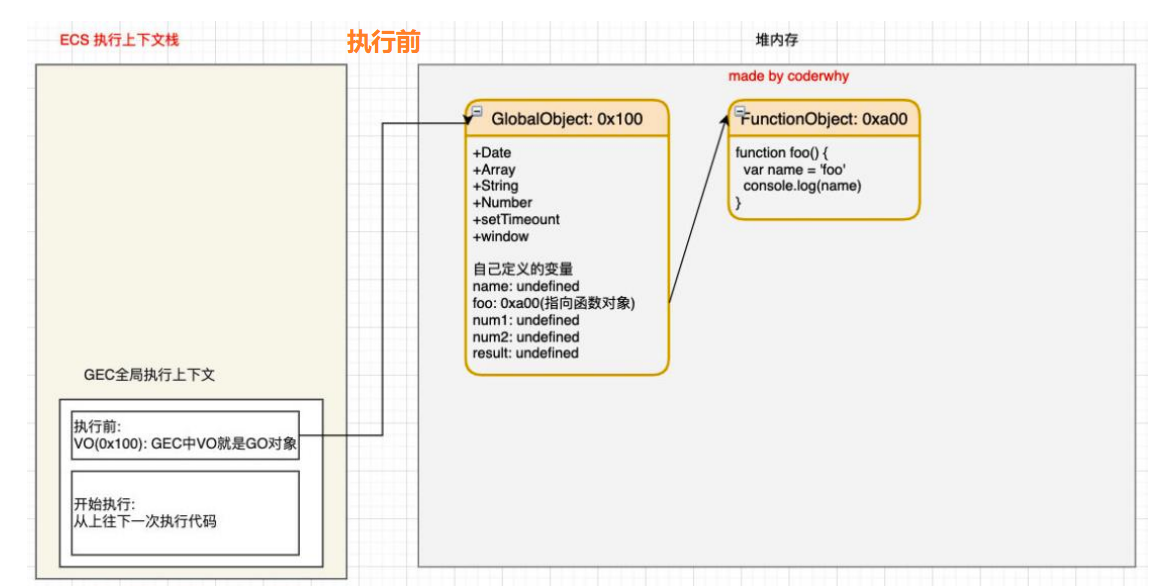 ECS 执行上下文栈
执行前
堆内存
made by coderwhy
GlobalObject: 0x100
+Date
+Array
+String
+Number
+setTimeount
+window
自己定义的变量
name: undefined
foo: 0xa00(指向函数对象)
num1: undefined
num2: undefined
result: undefined
FunctionObject: 0xa00
function foo() {
var name = 'foo'
console.log(name)
}
GEC全局执行上下文
执行前:
VO(0x100): GEC中VO就是GO对象
开始执行:
从上往下一次执行代码